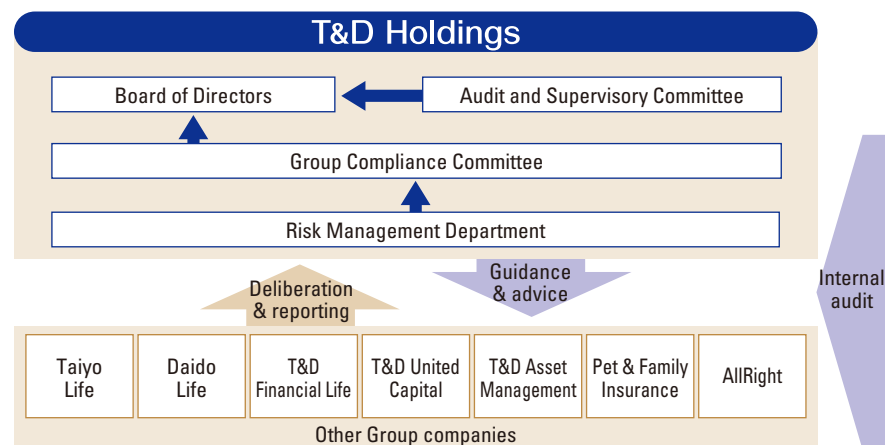 T&D Holdings
Board of Directors
Audit and Supervisory Committee
Group Compliance Committee
Risk Management Department
Deliberation
& reporting
Guidance
& advice
Internal
audit
Taiyo
Life
Daido
Life
T&D
Financial Life
T&D United
Capital
T&D Asset
Management
Pet & Family
Insurance
AllRight
Other Group companies